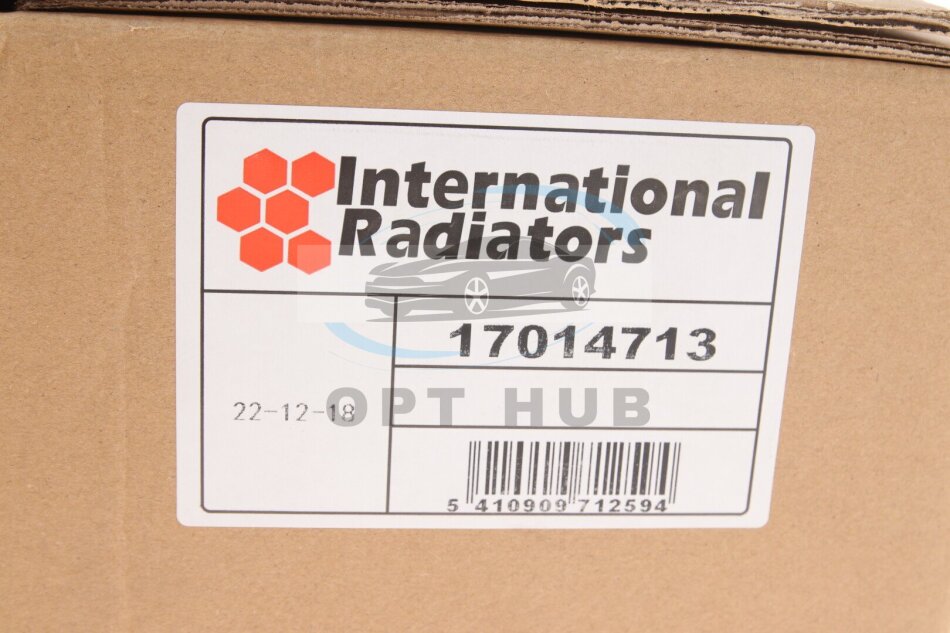 International
Radiators
17014713
22-12-18
OPT HUB
5 410909 712594